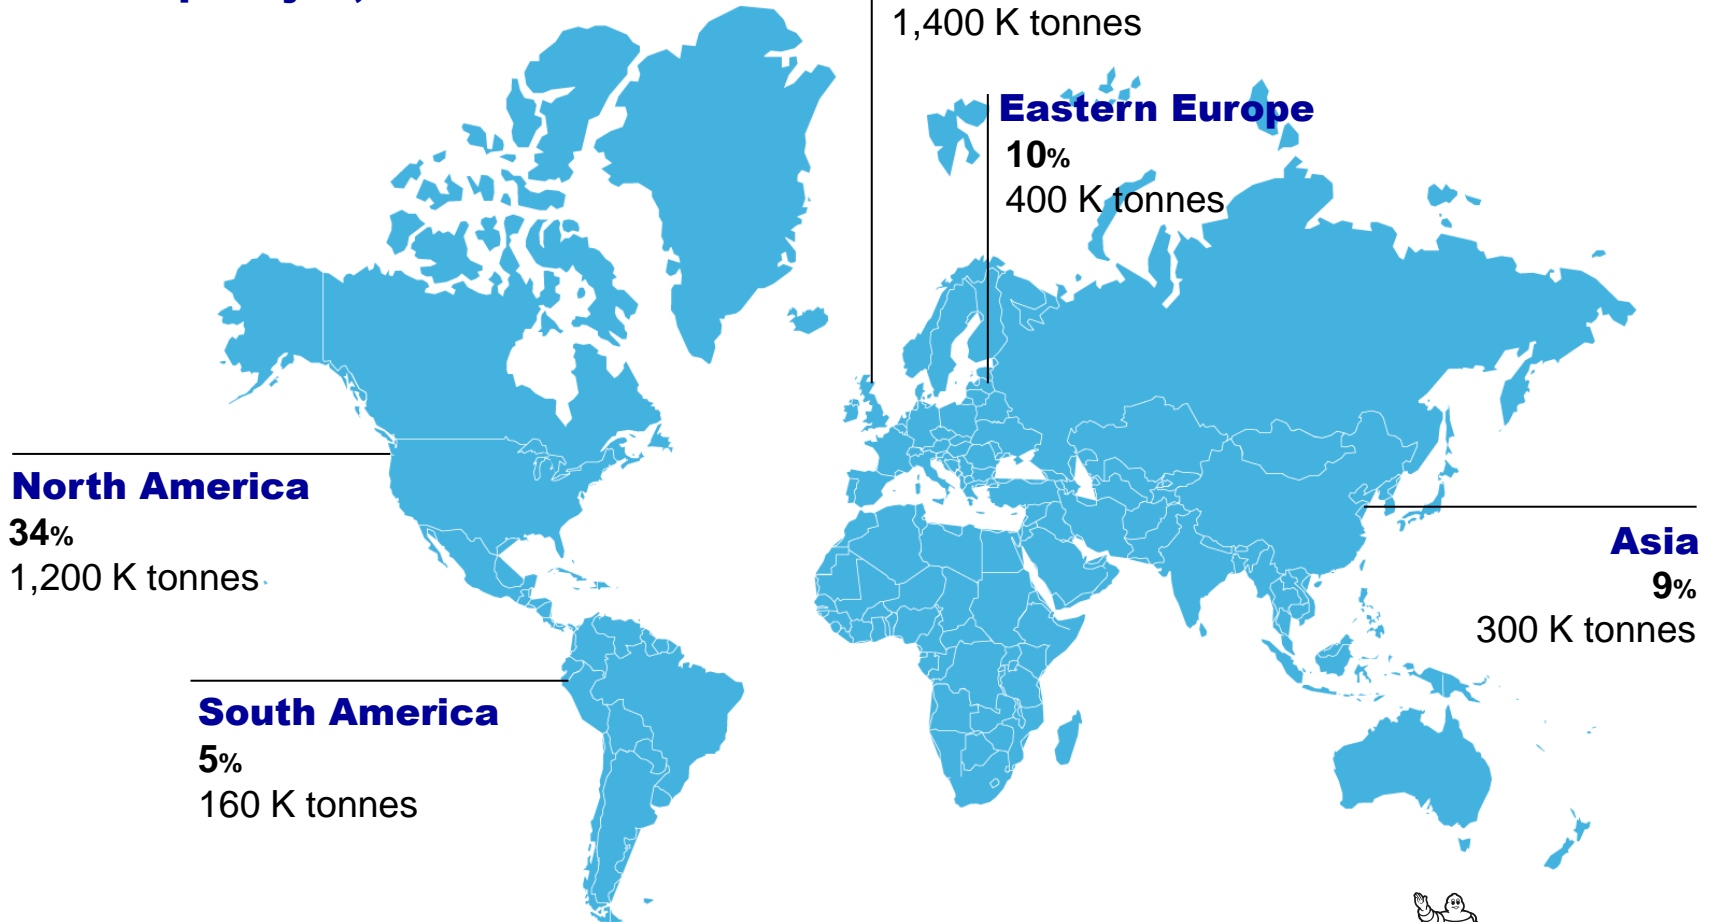 1,400 K tonnes
Eastern Europe
10%
400 K tonnes
North America
34%
1,200 K tonnes
Asia
9%
300 K tonnes
South America
5%
160 K tonnes